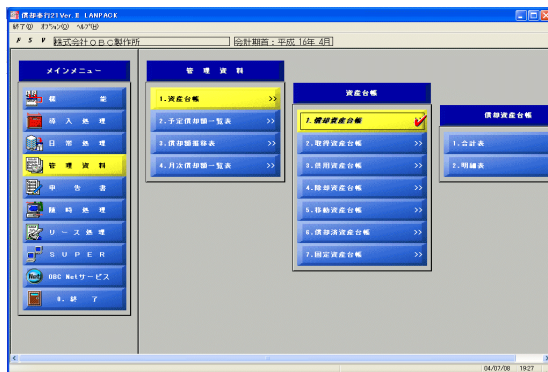 償却奉行21Ver.Ⅱ LANPACK
終了(X) ｵﾌﾟｼｮﾝ(O) ﾍﾙﾌﾟ(H)
F S V 株式会社ＯＢＣ製作所 会計期首：平成 16年 4月
メインメニュー
機 能
導 入 処 理
日 常 処 理
管 理 資 料
申 告 書
随 時 処 理
リ ー ス 処 理
ＳＵＰＥＲ
OBC Netサービス
0. 終 了
管 理 資 料
1.資産台帳 >>
2.予定償却額一覧表 >>
3.償却額推移表 >>
4.月次償却額一覧表 >>
資産台帳
1.償却資産台帳
2.取得資産台帳 >>
3.併用資産台帳 >>
4.除却資産台帳 >>
5.移動資産台帳 >>
6.償却済資産台帳 >>
7.固定資産台帳 >>
償却資産台帳
1.合計表
2.明細表
04/07/08 19:27